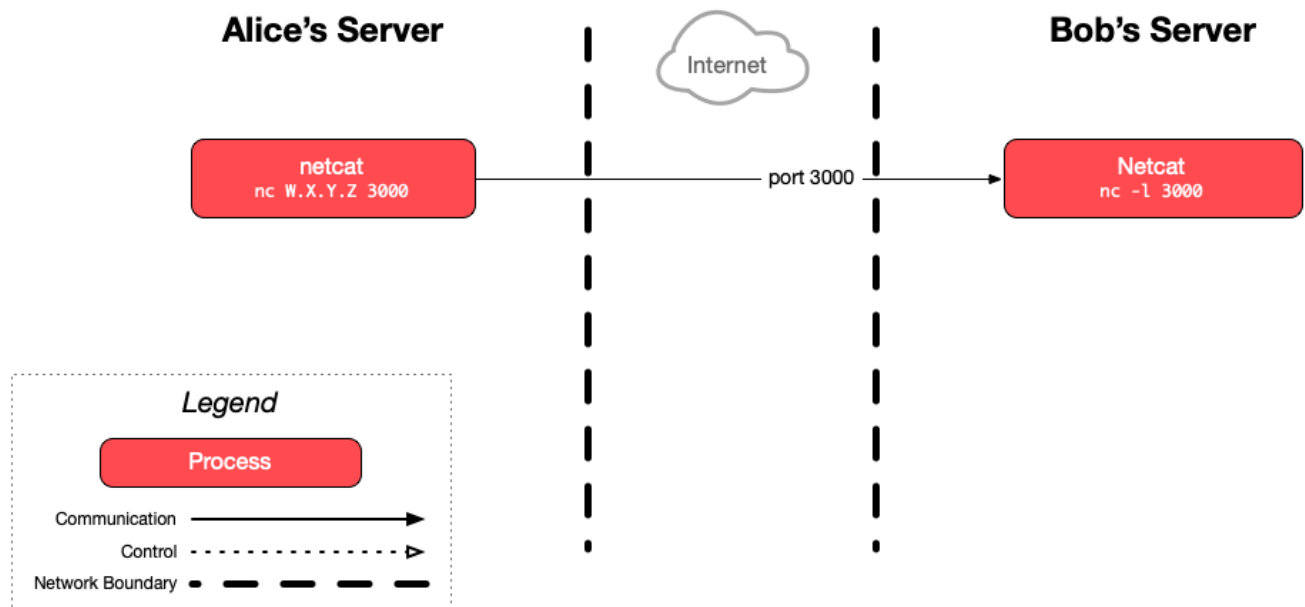 Alice’s Server
Internet
Bob’s Server
netcat
nc W.X.Y.Z 3000
port 3000
Netcat
nc -l 3000
Legend
Process
Communication
Control
Network Boundary